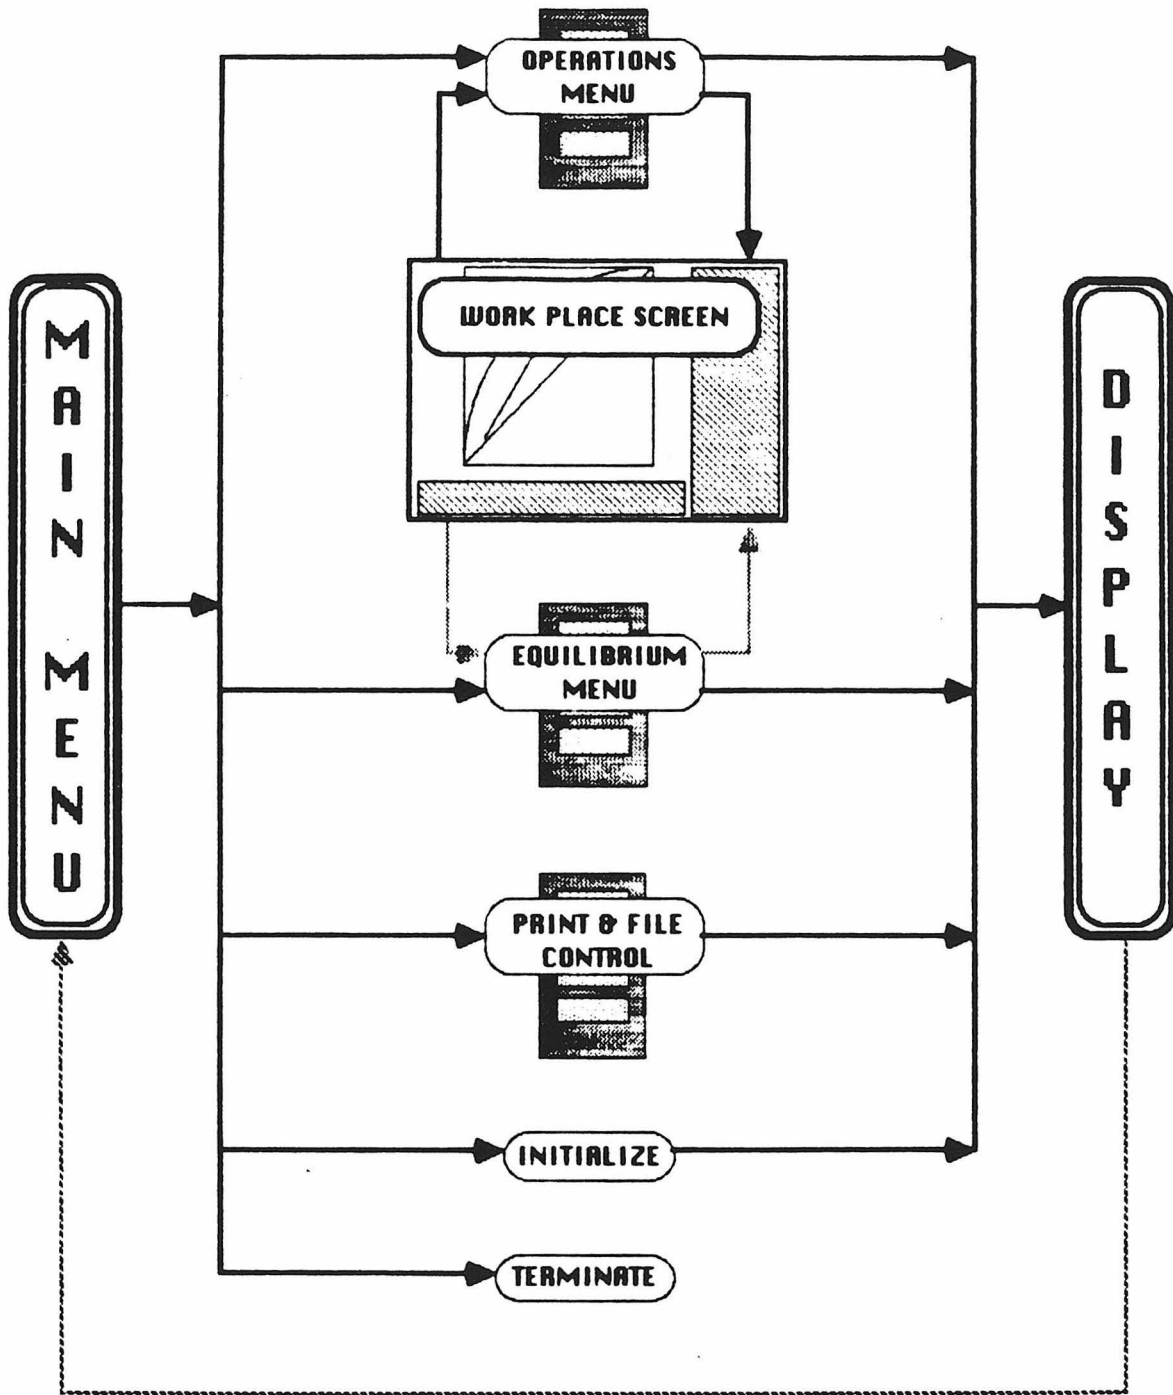 OPERATIONS
MENU
WORK PLACE SCREEN
MAIN MENU
DISPLAY
EQUILIBRIUM
MENU
PRINT & FILE
CONTROL
INITIALIZE
TERMINATE